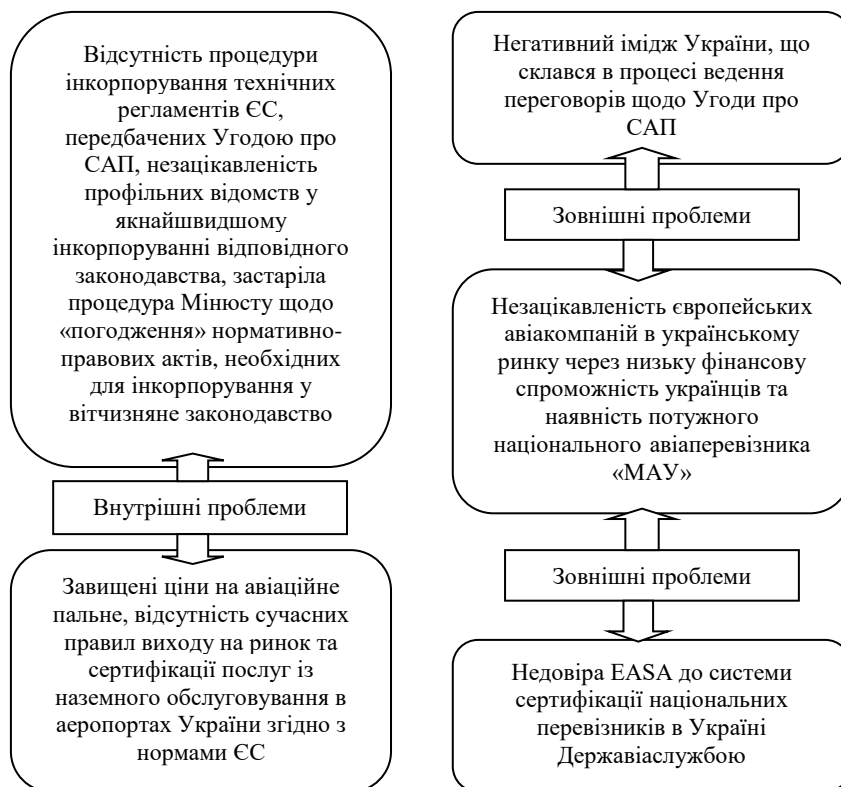 Відсутність процедури
інкорпорування технічних
регламентів ЄС,
передбачених Угодою про
САП, незацікавленість
профільних відомств у
якнайшвидшому
інкорпоруванні відповідного
законодавства, застаріла
процедура Мінюсту щодо
«погодження» нормативно-
правових актів, необхідних
для інкорпорування у
вітчизняне законодавство
Внутрішні проблеми
Завищені ціни на авіаційне
пальне, відсутність сучасних
правил виходу на ринок та
сертифікації послуг із
наземного обслуговування в
аеропортах України згідно з
нормами ЄС
Негативний імідж України, що
склався в процесі ведення
переговорів щодо Угоди про
САП
Зовнішні проблеми
Незацікавленість європейських
авіакомпаній в українському
ринку через низьку фінансову
спроможність українців та
наявність потужного
національного авіаперевізника
«МАУ»
Зовнішні проблеми
Недовіра EASA до системи
сертифікації національних
перевізників в Україні
Державіаслужбою